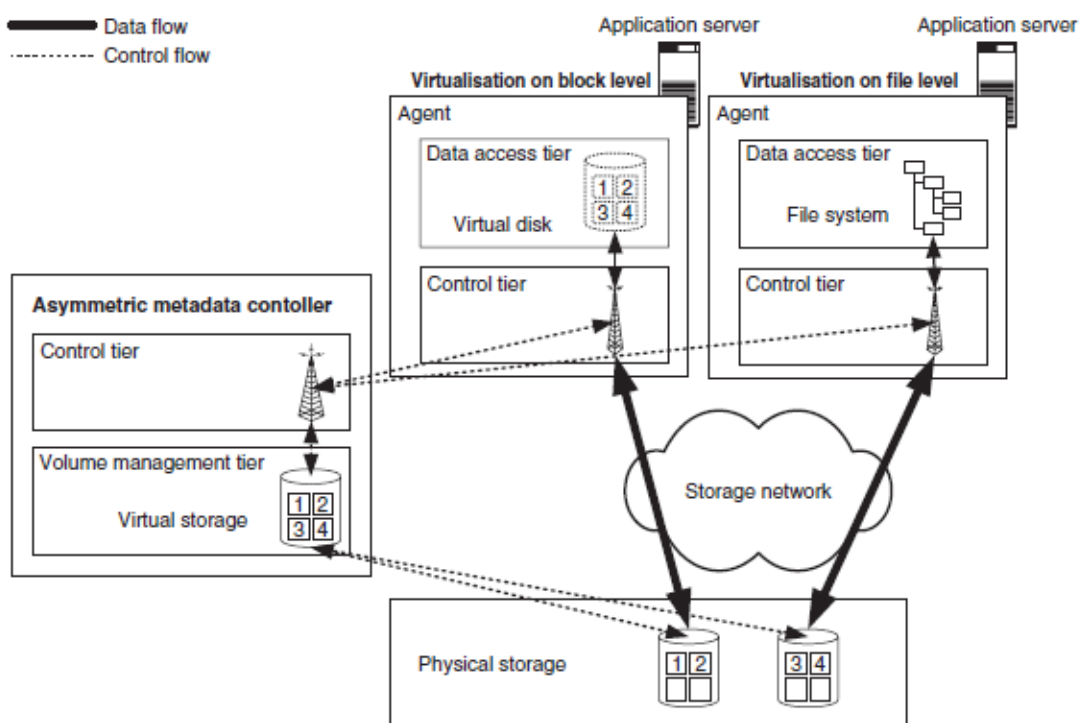 Data flow
Control flow
Application server
Application server
Virtualisation on block level
Virtualisation on file level
Agent
Agent
Data access tier
1 2
3 4
Virtual disk
Data access tier
File system
Control tier
Control tier
Asymmetric metadata contoller
Control tier
Volume management tier
Virtual storage
1 2
3 4
Storage network
Physical storage
1 2
3 4